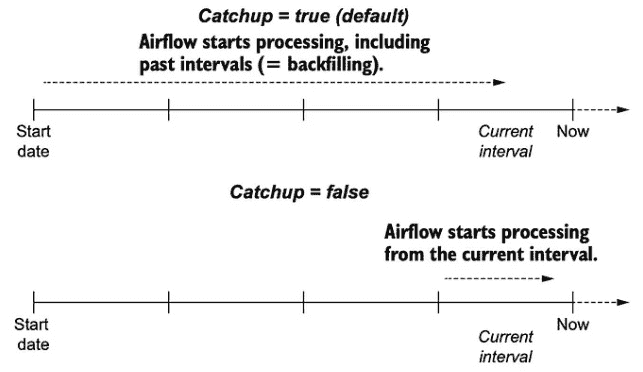 Catchup = true (default)
Airflow starts processing, including
past intervals (= backfilling).
Start
date
Current
interval
Now
Catchup = false
Airflow starts processing
from the current interval.
Start
date
Current
interval
Now